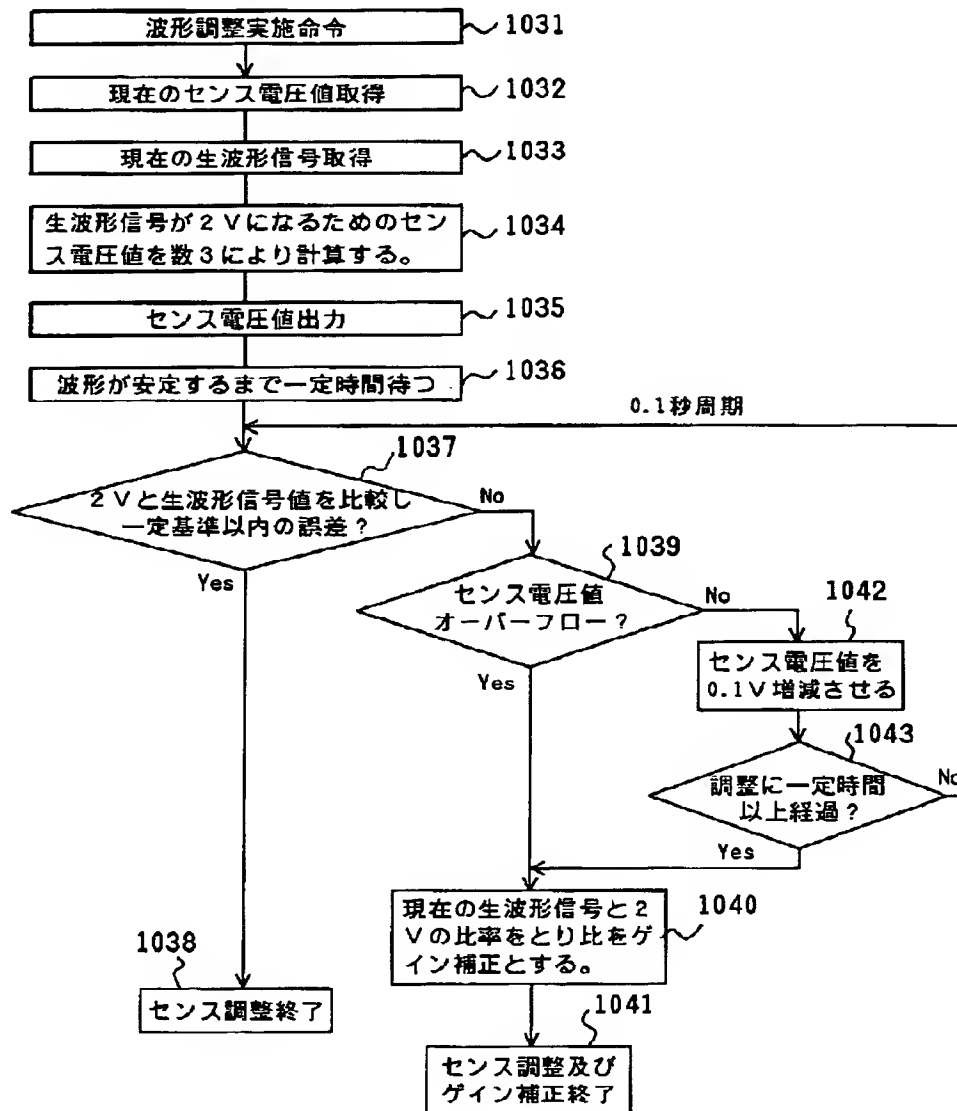 波形調整実施命令
1031
現在のセンス電圧値取得
1032
現在の生波形信号取得
1033
生波形信号が2Vになるためのセン
ス電圧値を数3により計算する。
1034
センス電圧値出力
1035
波形が安定するまで一定時間待つ
1036
0.1秒周期
1037
2Vと生波形信号値を比較し
一定基準以内の誤差?
No
Yes
1039
センス電圧値
オーバーフロー?
No
Yes
1042
センス電圧値を
0.1V増減させる
1043
調整に一定時間
以上経過?
No
Yes
現在の生波形信号と2
Vの比率をとり比をゲ
イン補正とする。
1040
1038
センス調整終了
1041
センス調整及び
ゲイン補正終了